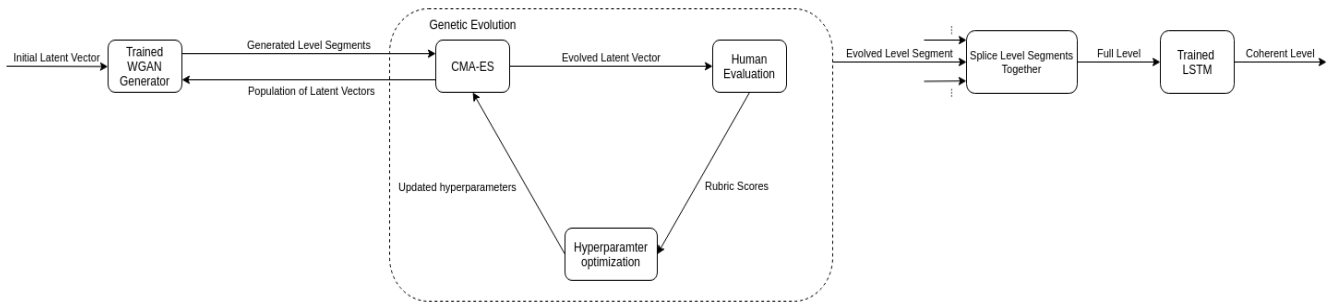 Genetic Evolution
Initial Latent Vector
Trained
WGAN
Generator
Generated Level Segments
Population of Latent Vectors
CMA-ES
Evolved Latent Vector
Human
Evaluation
Evolved Level Segment
Splice Level Segments
Together
Full Level
Trained
LSTM
Coherent Level
Updated hyperparameters
Rubric Scores
Hyperparamter
optimization